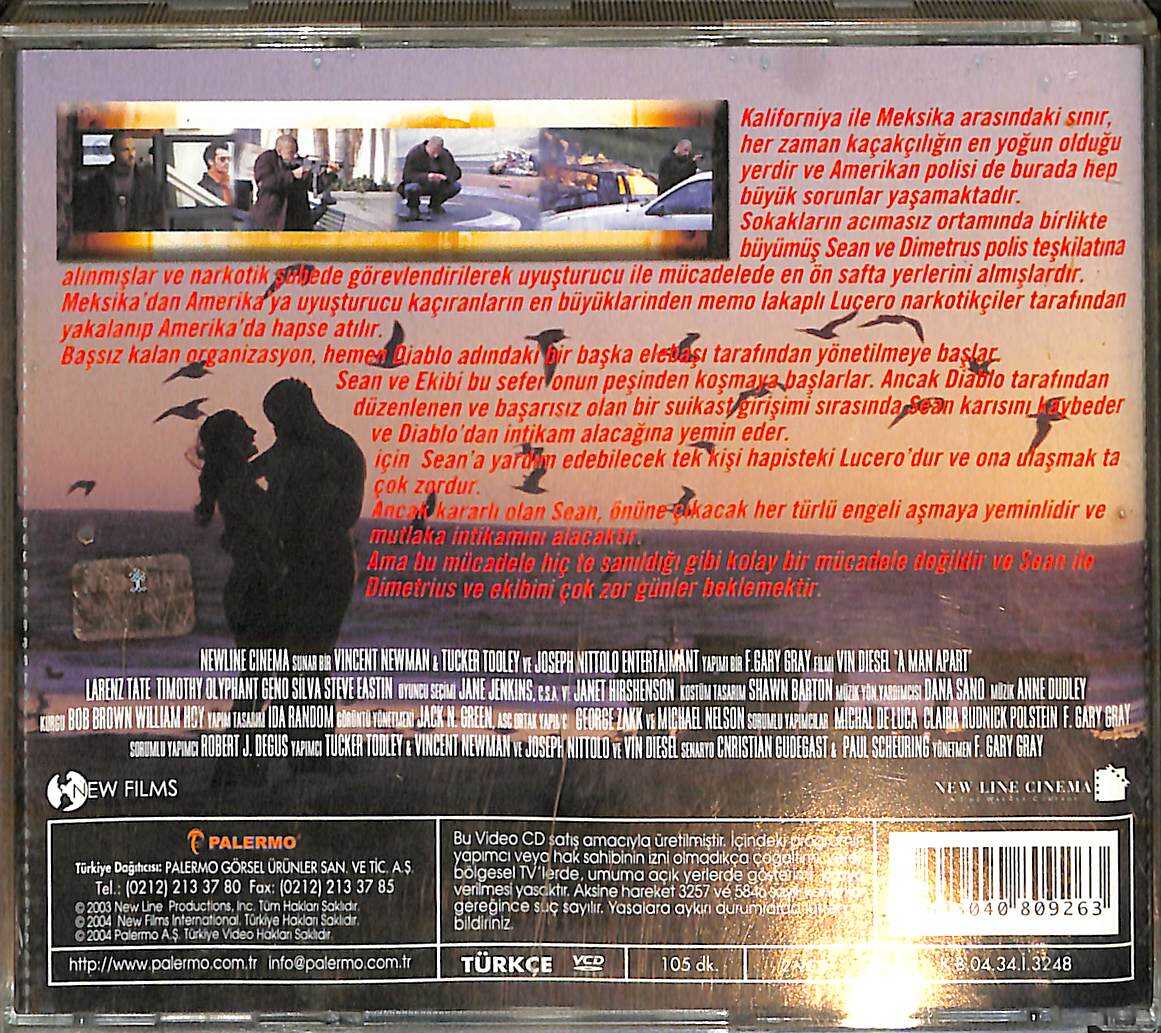 Kaliforniya ile Meksika arasındaki sınır,
her zaman kaçakçılığın en yoğun olduğu
yerdir ve Amerikan polisi de burada hep
büyük sorunlar yaşamaktadır.
Sokakların acımasız ortamında birlikte
büyümüş Sean ve Dimetrus polis teşkilatına
alınmışlar ve narkotik şubede görevlendirilerek uyuşturucu ile mücadelede en ön safta yerlerini almışlardır.
Meksika'dan Amerika'ya uyuşturucu kaçıranların en büyüklerinden memo lakaplı Lucero narkotikçiler tarafından
yakalanıp Amerika'da hapse atılır.
Başsız kalan organizasyon, hemen Diablo adındaki bir başka elebaşı tarafından yönetilmeye başlar.
Sean ve Ekibi bu sefer onun peşinden koşmaya başlarlar. Ancak Diablo tarafından
düzenlenen ve başarısız olan bir suikast girişimi sırasında Sean karısını kaybeder
ve Diablo'dan intikam alacağına yemin eder.
için Sean'a yardım edebilecek tek kişi hapisteki Lucero'dur ve ona ulaşmak ta
çok zordur.
Ancak kararlı olan Sean, önüne çıkacak her türlü engeli aşmaya yeminlidir ve
mutlaka intikamını alacaktır.
Ama bu mücadele hiç te sanıldığı gibi kolay bir mücadele değildir ve Sean ile
Dimetrius ve ekibini çok zor günler beklemektir.
NEWLINE CINEMA SUNAR BİR VINCENT NEWMAN & TUCKER TOOLEY VE JOSEPH NITTOLO ENTERTAIMANT YAPIMI BİR F.GARY GRAY FİLMİ VIN DIESEL "A MAN APART"
LARENZ TATE TIMOTHY OLYPHANT GENO SILVA STEVE EASTIN OYUNCU SEÇİMİ JANE JENKINS, C.S.A. VE JANET HIRSHENSON KOSTÜM TASARIM SHAWN BARTON MÜZİK YÖN.YARDIMCISI DANA SANO MÜZİK ANNE DUDLEY
KURGU BOB BROWN WILLIAM HOY YAPIM TASARIMI IDA RANDOM GÖRÜNTÜ YÖNETMENİ JACK N. GREEN, ASC ORTAK YAPIMC GEORGE ZAKK VE MICHAEL NELSON SORUMLU YAPIMCILAR MICHAL DE LUCA CLAIRA RUDNICK POLSTEIN F. GARY GRAY
SORUMLU YAPIMCI ROBERT J. DEGUS YAPIMCI TUCKER TODLEY & VINCENT NEWMAN VE JOSEPH NITTOLO VE VIN DIESEL SENARYO CNRISTIAN GUDEGAST & PAUL SCHEURING YÖNETMEN F. GARY GRAY
NEW FILMS
NEW LINE CINEMA
PALERMO
Türkiye Dağıtıcısı: PALERMO GÖRSEL ÜRÜNLER SAN. VE TİC. A.Ş.
Tel.: (0212) 213 37 80 Fax: (0212) 213 37 85
© 2003 New Line Productions, Inc. Tüm Hakları Saklıdır.
© 2004 New Films International. Türkiye Hakları Saklıdır.
© 2004 Palermo A.Ş. Türkiye Video Hakları Saklıdır
http://www.palermo.com.tr info@palermo.com.tr
Bu Video CD satış amacıyla üretilmiştir. İçindeki programın
yapımcı veya hak sahibinin izni olmadıkça
bölgesel TV'lerde, umuma açık yerlerde
verilmesi yasaktır. Aksine hareket 3257 ve 5846
gereğince suç sayılır. Yasalara aykırı
bildiriniz.
040 809263
TÜRKÇE VCD 105 dk.
B.04.34.I.3248